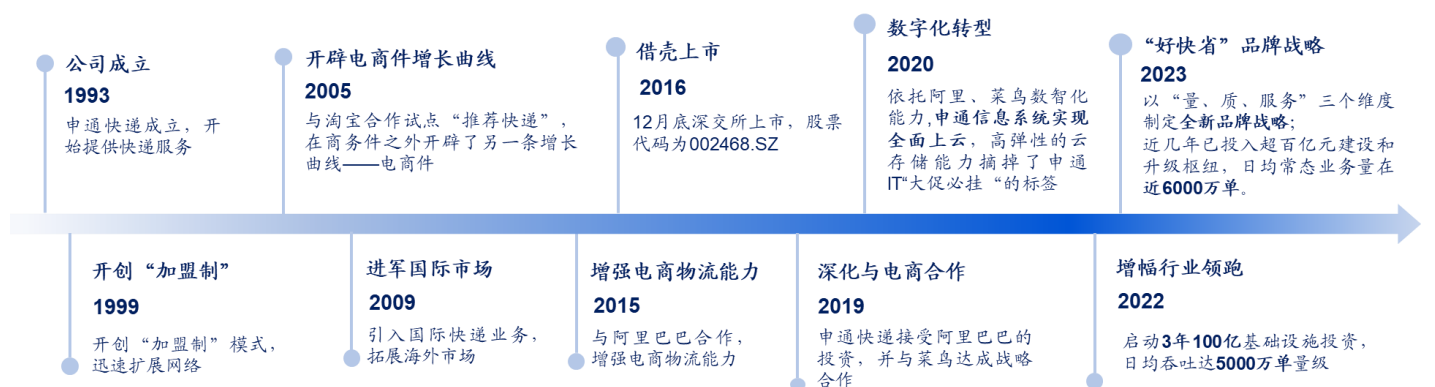 公司成立
1993
申通快递成立，开
始提供快递服务
开辟电商件增长曲线
2005
与淘宝合作试点“推荐快递”，
在商务件之外开辟了另一条增长
曲线——电商件
借壳上市
2016
12月底深交所上市，股票
代码为002468.SZ
数字化转型
2020
依托阿里、菜鸟数智化
能力,申通信息系统实现
全面上云，高弹性的云
存储能力摘掉了申通
IT“大促必挂“的标签
“好快省”品牌战略
2023
以“量、质、服务”三个维度
制定全新品牌战略;
近几年已投入超百亿元建设和
升级枢纽，日均常态业务量在
近6000万单。
开创“加盟制”
1999
开创“加盟制”模式，
迅速扩展网络
进军国际市场
2009
引入国际快递业务，
拓展海外市场
增强电商物流能力
2015
与阿里巴巴合作，
增强电商物流能力
深化与电商合作
2019
申通快递接受阿里巴巴的
投资，并与菜鸟达成战略
合作
增幅行业领跑
2022
启动3年100亿基础设施投资，
日均吞吐达5000万单量级